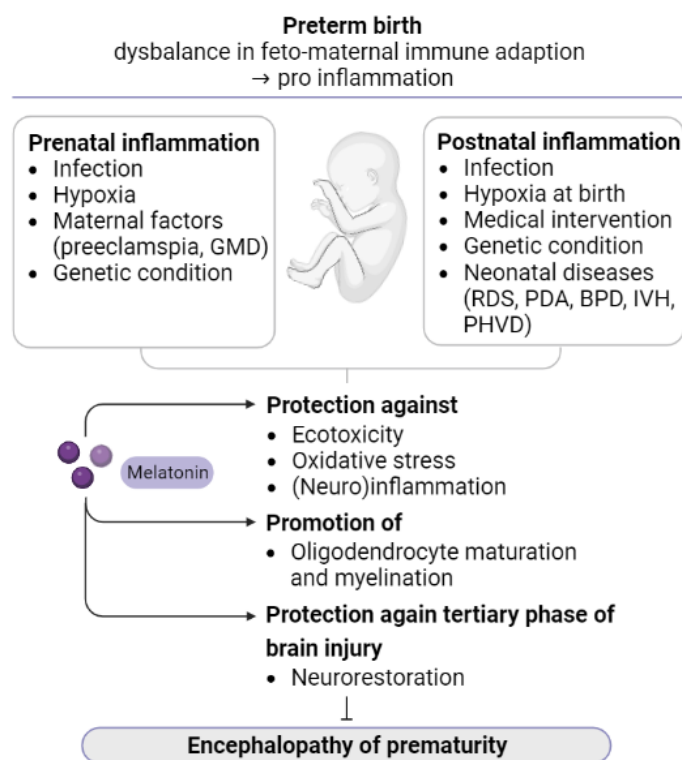 Preterm birth
dysbalance in feto-maternal immune adaption
→ pro inflammation
Prenatal inflammation
• Infection
• Hypoxia
• Maternal factors
(preeclamspia, GMD)
• Genetic condition
Postnatal inflammation
• Infection
• Hypoxia at birth
• Medical intervention
• Genetic condition
• Neonatal diseases
(RDS, PDA, BPD, IVH,
PHVD)
Melatonin
Protection against
• Ecotoxicity
• Oxidative stress
• (Neuro)inflammation
Promotion of
• Oligodendrocyte maturation
and myelination
Protection again tertiary phase of
brain injury
• Neurorestoration
Encephalopathy of prematurity